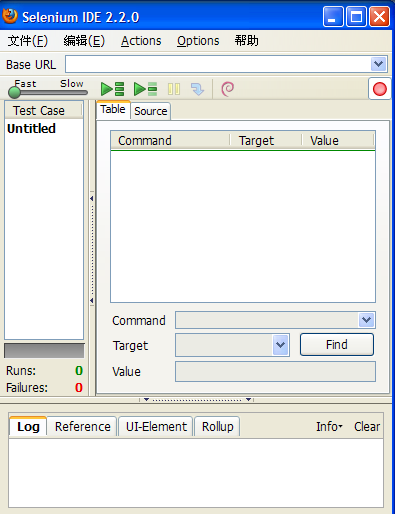 Selenium IDE 2.2.0
文件(F) 编辑(E) Actions Options 帮助
Base URL
Fast Slow
Test Case
Untitled
Table Source
Command Target Value
Command
Target Find
Value
Runs: 0
Failures: 0
Log Reference UI-Element Rollup Info Clear